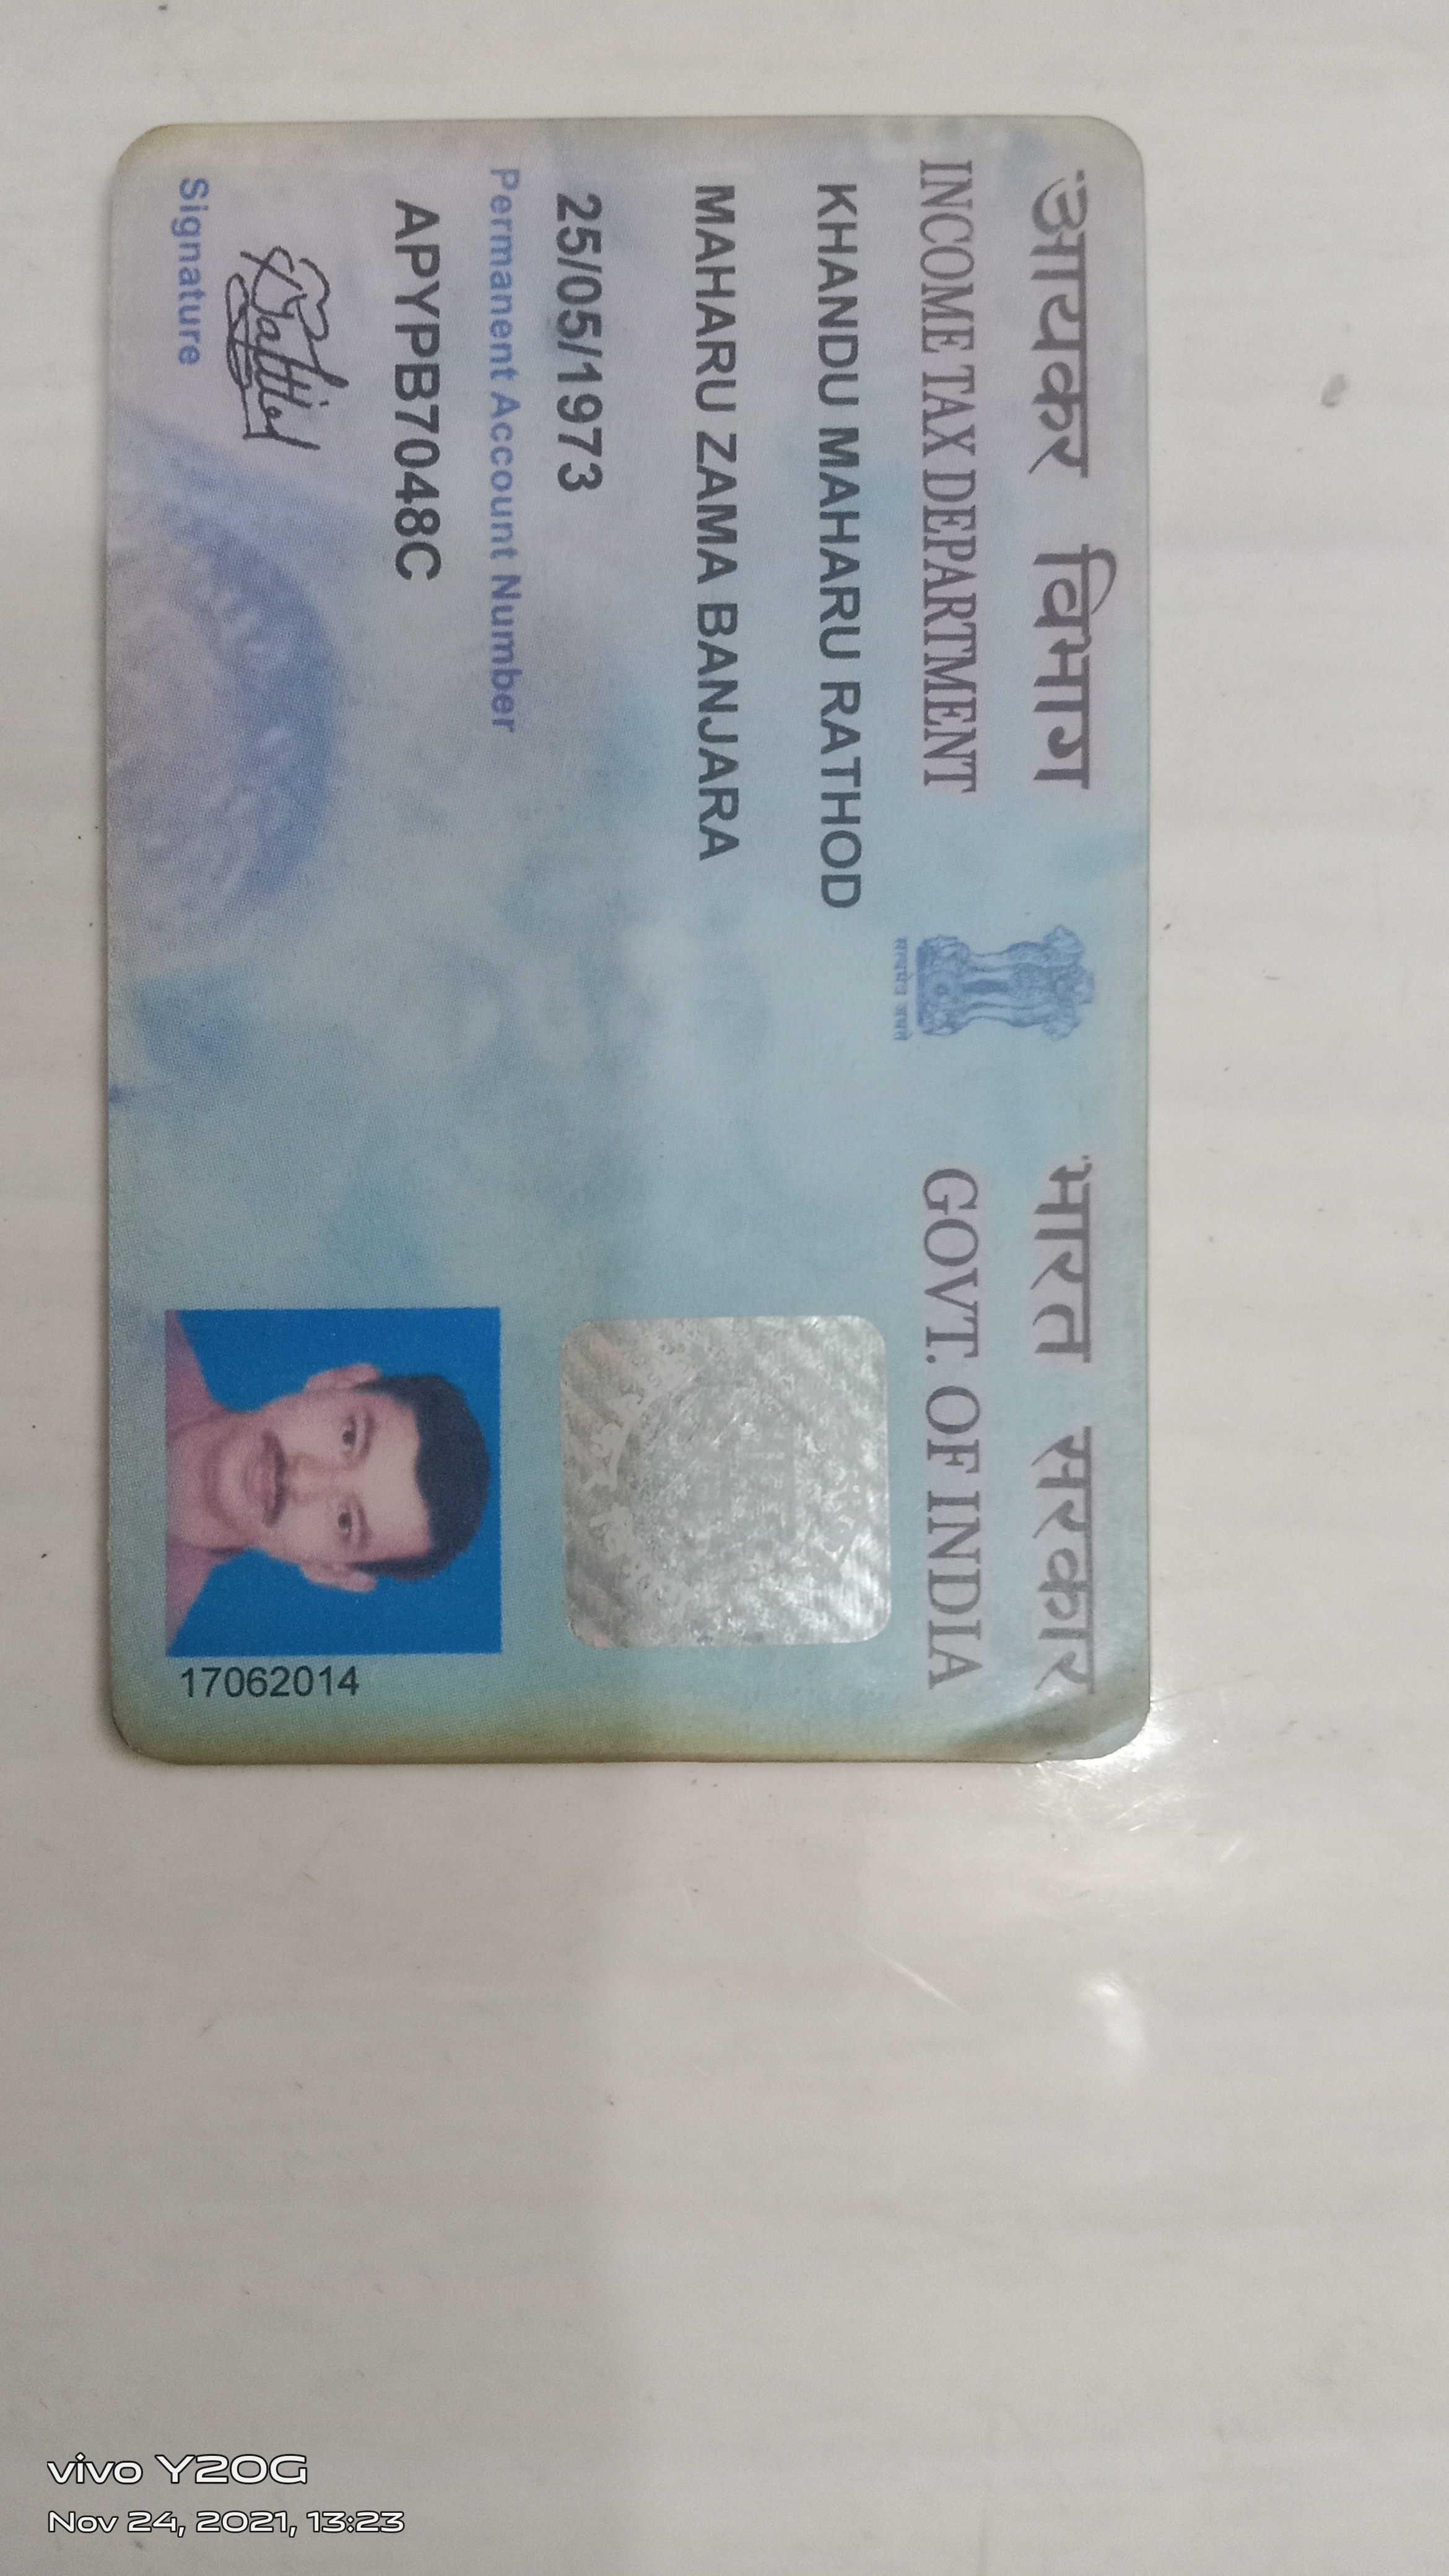 आयकर विभाग
INCOME TAX DEPARTMENT
सत्यमेव जयते
भारत सरकार
GOVT. OF INDIA
KHANDU MAHARU RATHOD
MAHARU ZAMA BANJARA
25/05/1973
Permanent Account Number
APYPB7048C
Signature
17062014
vivo Y20G
Nov 24, 2021, 13:23